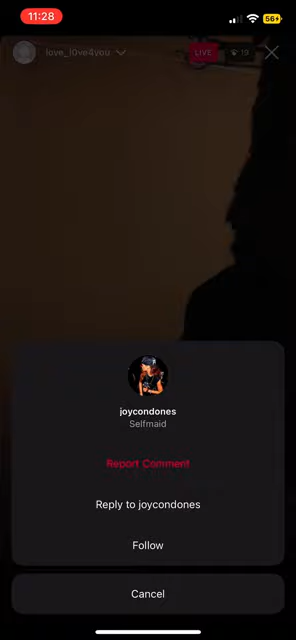 11:28
56
love_l0ve4you
LIVE
19
joycondones
Selfmaid
Report Comment
Reply to joycondones
Follow
Cancel